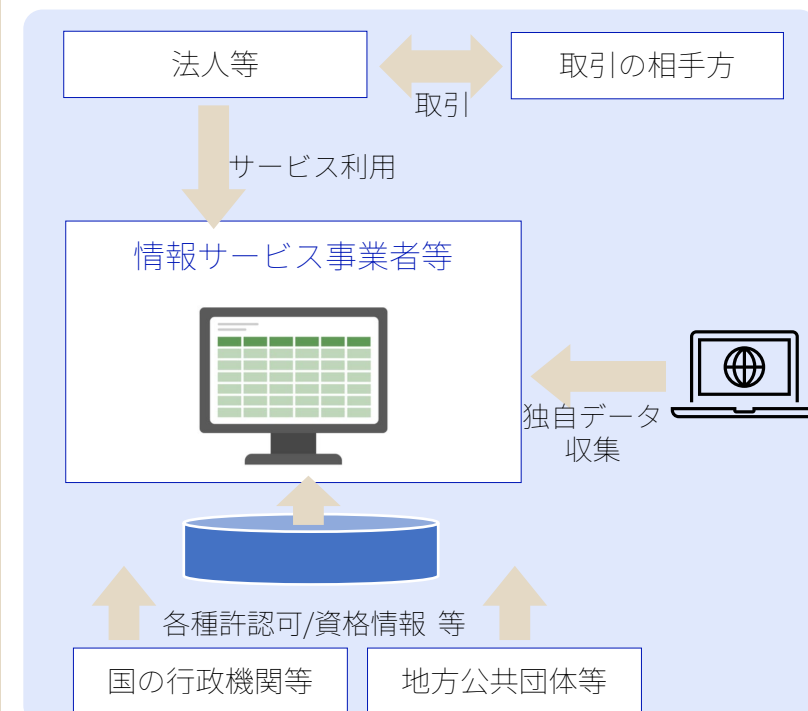 法人等
取引の相手方
取引
サービス利用
情報サービス事業者等
独自データ
収集
各種許認可/資格情報 等
国の行政機関等
地方公共団体等